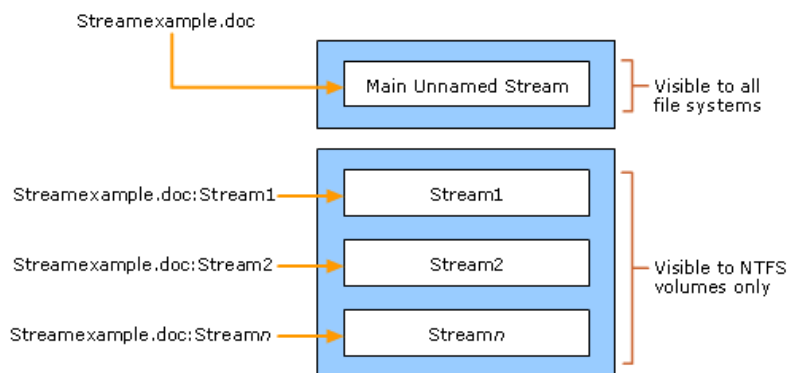 Streamexample.doc
Main Unnamed Stream
Visible to all
file systems
Streamexample.doc:Stream1
Stream1
Streamexample.doc:Stream2
Stream2
Visible to NTFS
volumes only
Streamexample.doc:Streamn
Streamn